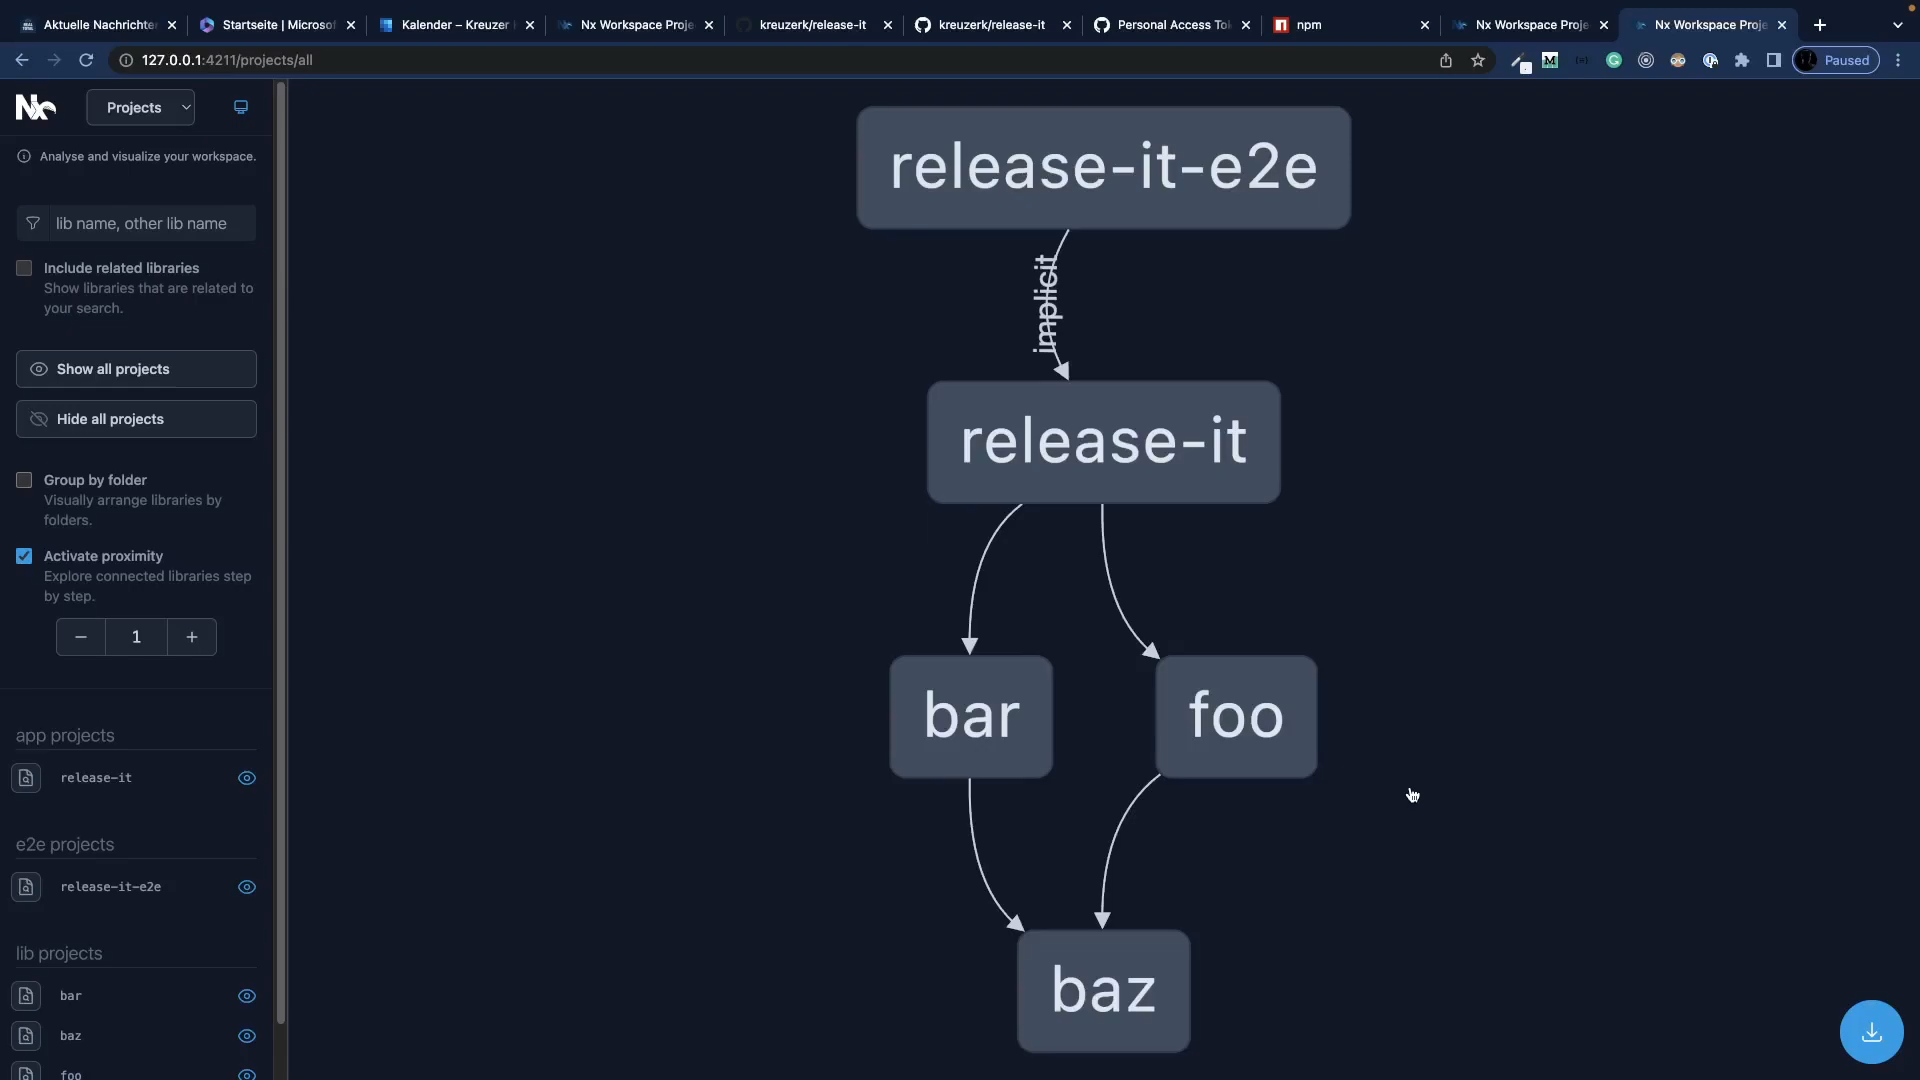 Aktuelle Nachrichte
Startseite | Microsof
Kalender – Kreuzer
Nx Workspace Proje
kreuzerk/release-it
kreuzerk/release-it
Personal Access To
npm
Nx Workspace Proje
Nx Workspace Proje
127.0.0.1:4211/projects/all
Paused
Nx
Projects
Analyse and visualize your workspace.
lib name, other lib name
Include related libraries
Show libraries that are related to
your search.
Show all projects
Hide all projects
Group by folder
Visually arrange libraries by
folders.
Activate proximity
Explore connected libraries step
by step.
− 1 +
app projects
release-it
e2e projects
release-it-e2e
lib projects
bar
baz
foo
release-it-e2e
implicit
release-it
bar
foo
baz